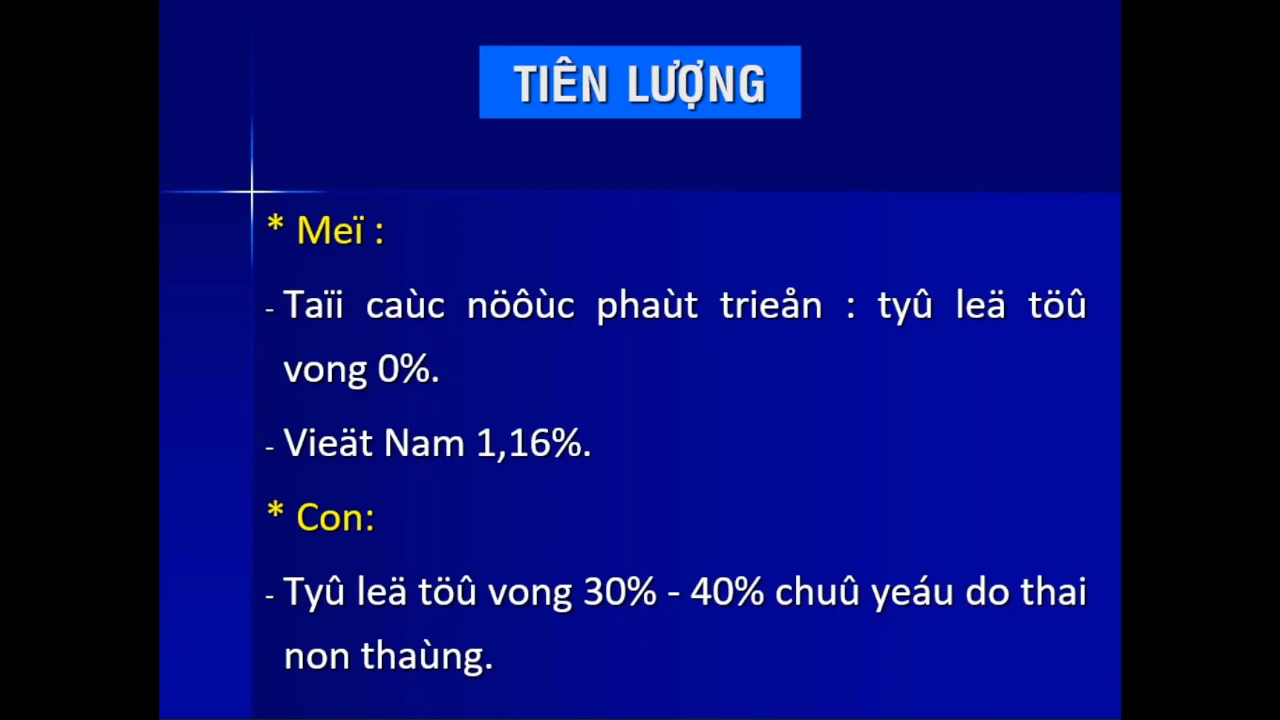 TIÊN LƯỢNG
* Meï :
- Taïi caùc nöôùc phaùt trieån : tyû leä töû
vong 0%.
- Vieät Nam 1,16%.
* Con:
- Tyû leä töû vong 30% - 40% chuû yeáu do thai
non thaùng.